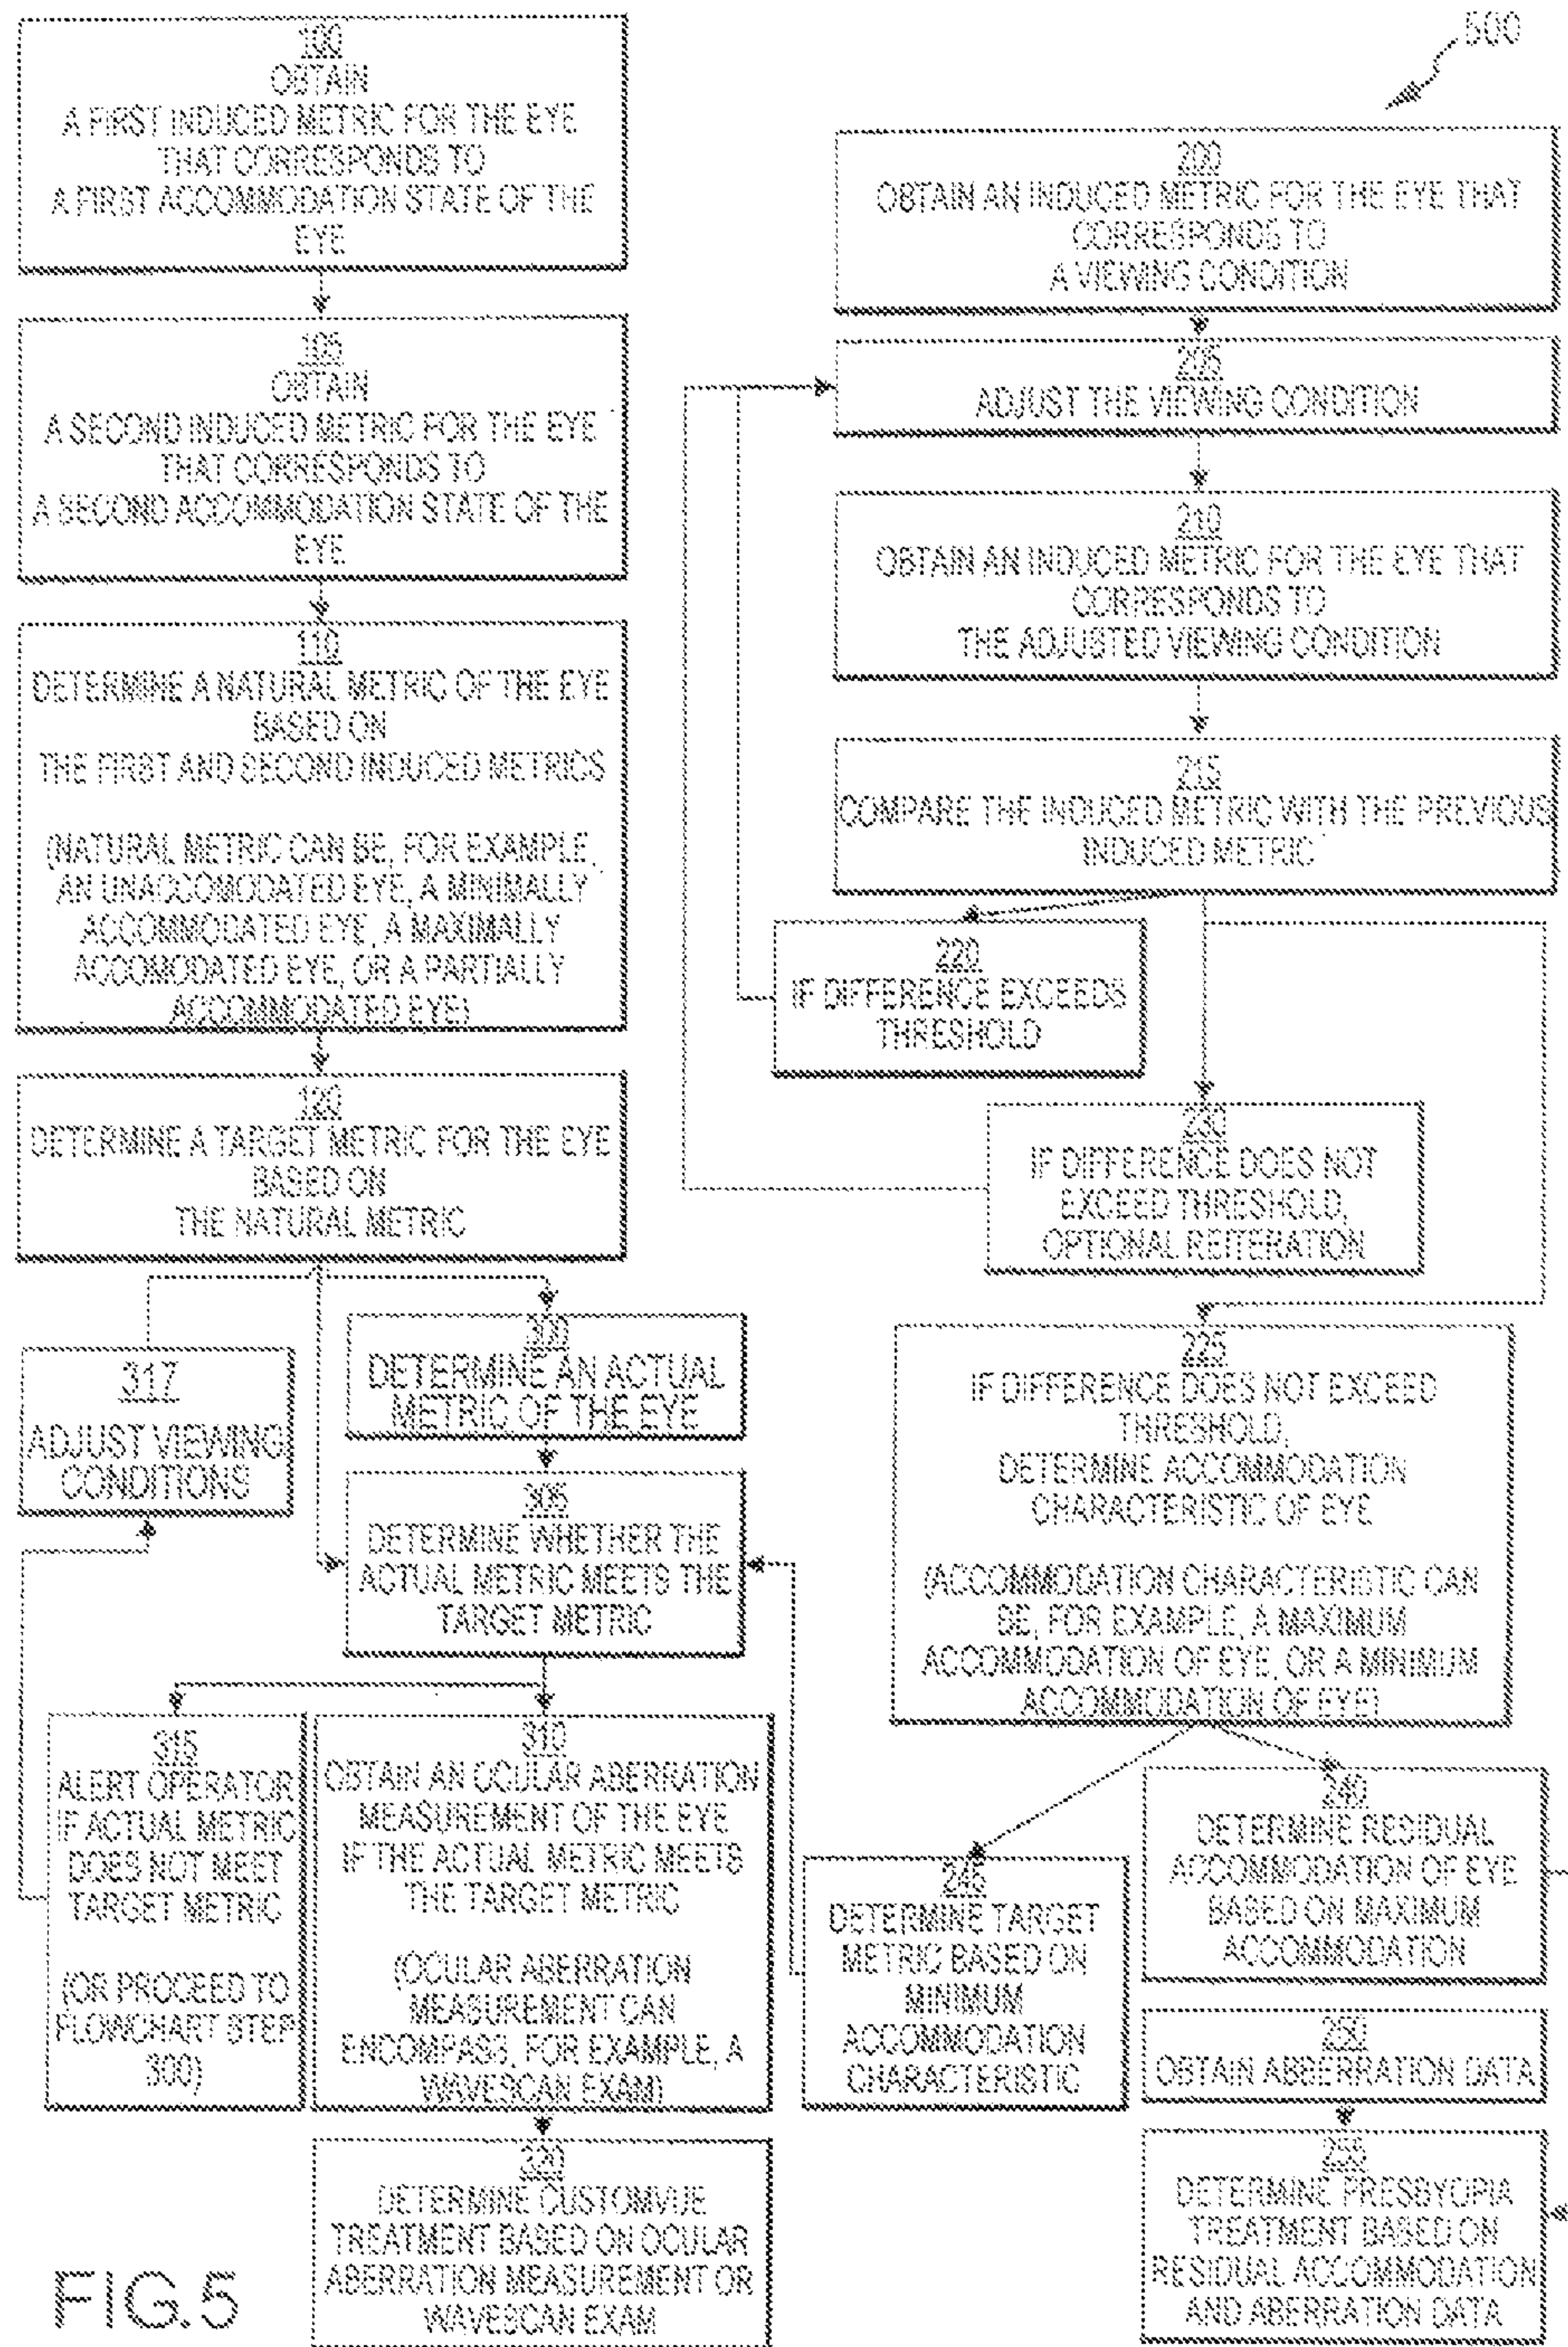 500
100
OBTAIN
A FIRST INDUCED METRIC FOR THE EYE
THAT CORRESPONDS TO
A FIRST ACCOMMODATION STATE OF THE
EYE
105
OBTAIN
A SECOND INDUCED METRIC FOR THE EYE
THAT CORRESPONDS TO
A SECOND ACCOMMODATION STATE OF THE
EYE
110
DETERMINE A NATURAL METRIC OF THE EYE
BASED ON
THE FIRST AND SECOND INDUCED METRICS
(NATURAL METRIC CAN BE, FOR EXAMPLE,
AN UNACCOMODATED EYE, A MINIMALLY
ACCOMMODATED EYE, A MAXIMALLY
ACCOMODATED EYE, OR A PARTIALLY
ACCOMMODATED EYE)
120
DETERMINE A TARGET METRIC FOR THE EYE
BASED ON
THE NATURAL METRIC
317
ADJUST VIEWING
CONDITIONS
300
DETERMINE AN ACTUAL
METRIC OF THE EYE
305
DETERMINE WHETHER THE
ACTUAL METRIC MEETS THE
TARGET METRIC
315
ALERT OPERATOR
IF ACTUAL METRIC
DOES NOT MEET
TARGET METRIC
(OR PROCEED TO
FLOWCHART STEP
300)
310
OBTAIN AN OCULAR ABERRATION
MEASUREMENT OF THE EYE
IF THE ACTUAL METRIC MEETS
THE TARGET METRIC
(OCULAR ABERRATION
MEASUREMENT CAN
ENCOMPASS, FOR EXAMPLE, A
WAVESCAN EXAM)
320
DETERMINE CUSTOMVUE
TREATMENT BASED ON OCULAR
ABERRATION MEASUREMENT OR
WAVESCAN EXAM
200
OBTAIN AN INDUCED METRIC FOR THE EYE THAT
CORRESPONDS TO
A VIEWING CONDITION
205
ADJUST THE VIEWING CONDITION
210
OBTAIN AN INDUCED METRIC FOR THE EYE THAT
CORRESPONDS TO
THE ADJUSTED VIEWING CONDITION
215
COMPARE THE INDUCED METRIC WITH THE PREVIOUS
INDUCED METRIC
220
IF DIFFERENCE EXCEEDS
THRESHOLD
230
IF DIFFERENCE DOES NOT
EXCEED THRESHOLD,
OPTIONAL REITERATION
225
IF DIFFERENCE DOES NOT EXCEED
THRESHOLD,
DETERMINE ACCOMMODATION
CHARACTERISTIC OF EYE
(ACCOMMODATION CHARACTERISTIC CAN
BE, FOR EXAMPLE, A MAXIMUM
ACCOMMODATION OF EYE, OR A MINIMUM
ACCOMMODATION OF EYE)
245
DETERMINE TARGET
METRIC BASED ON
MINIMUM
ACCOMMODATION
CHARACTERISTIC
240
DETERMINE RESIDUAL
ACCOMMODATION OF EYE
BASED ON MAXIMUM
ACCOMMODATION
250
OBTAIN ABBERRATION DATA
255
DETERMINE PRESBYOPIA
TREATMENT BASED ON
RESIDUAL ACCOMMODATION
AND ABERRATION DATA
FIG. 5